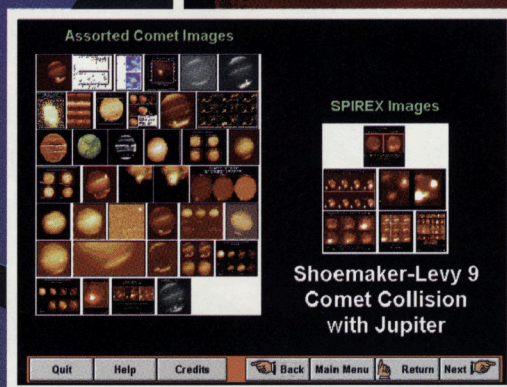 Assorted Comet Images
SPIREX Images
Shoemaker-Levy 9
Comet Collision
with Jupiter
Quit
Help
Credits
Back
Main Menu
Return
Next